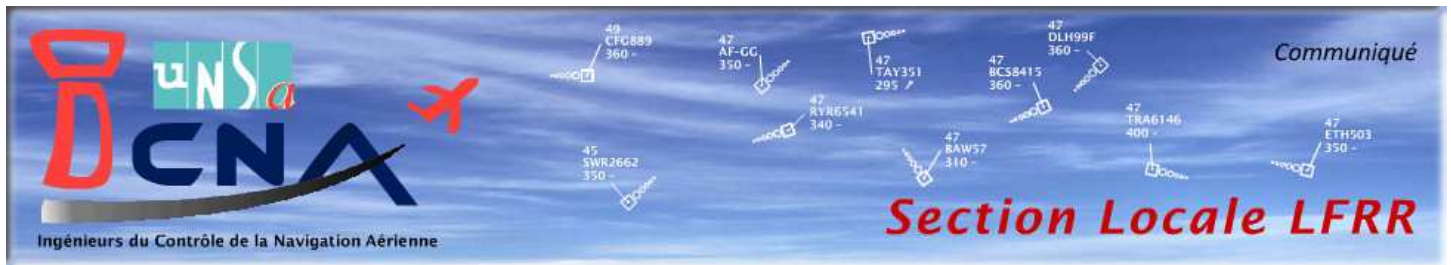 49
CFG889
360 -
47
AF-GG
350 -
47
TAY351
295 ↗
47
BCS8415
360 -
47
DLH99F
360 -
Communiqué
uNSa
ICNA
47
RYR6541
340 -
47
TRA6146
400 -
47
ETH503
350 -
45
SWR2662
350 -
47
BAW57
310 -
Section Locale LFRR
Ingénieurs du Contrôle de la Navigation Aérienne